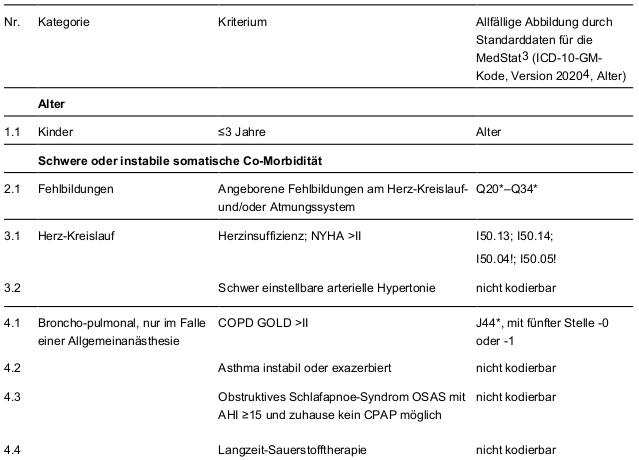 Nr. Kategorie Kriterium Allfällige Abbildung durch
Standarddaten für die
MedStat3 (ICD-10-GM-
Kode, Version 20204, Alter)
Alter
1.1 Kinder ≤3 Jahre Alter
Schwere oder instabile somatische Co-Morbidität
2.1 Fehlbildungen Angeborene Fehlbildungen am Herz-Kreislauf- Q20*–Q34*
und/oder Atmungssystem
3.1 Herz-Kreislauf Herzinsuffizienz; NYHA >II I50.13; I50.14;
I50.04!; I50.05!
3.2 Schwer einstellbare arterielle Hypertonie nicht kodierbar
4.1 Broncho-pulmonal, nur im Falle COPD GOLD >II J44*, mit fünfter Stelle -0
einer Allgemeinanästhesie oder -1
4.2 Asthma instabil oder exazerbiert nicht kodierbar
4.3 Obstruktives Schlafapnoe-Syndrom OSAS mit nicht kodierbar
AHI ≥15 und zuhause kein CPAP möglich
4.4 Langzeit-Sauerstofftherapie nicht kodierbar